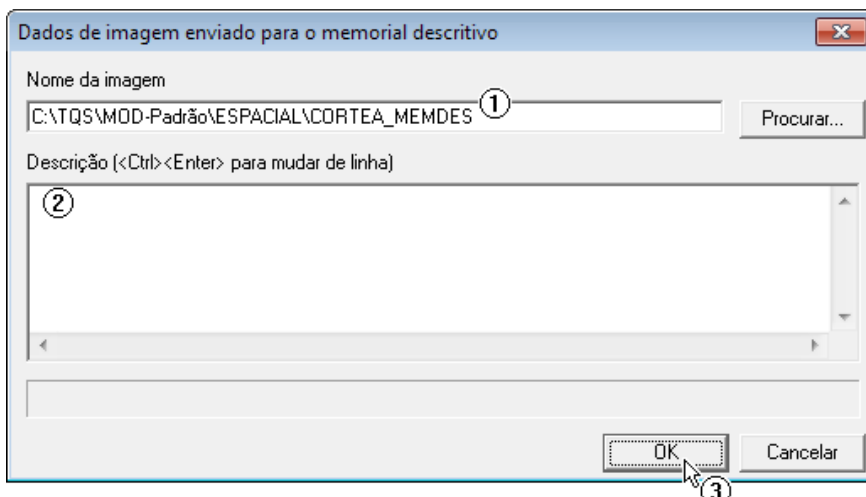 Dados de imagem enviado para o memorial descritivo
Nome da imagem
C:\TQS\MOD-Padrão\ESPACIAL\CORTEA_MEMDES ①
Procurar...
Descrição (<Ctrl><Enter> para mudar de linha)
②
OK
Cancelar
③